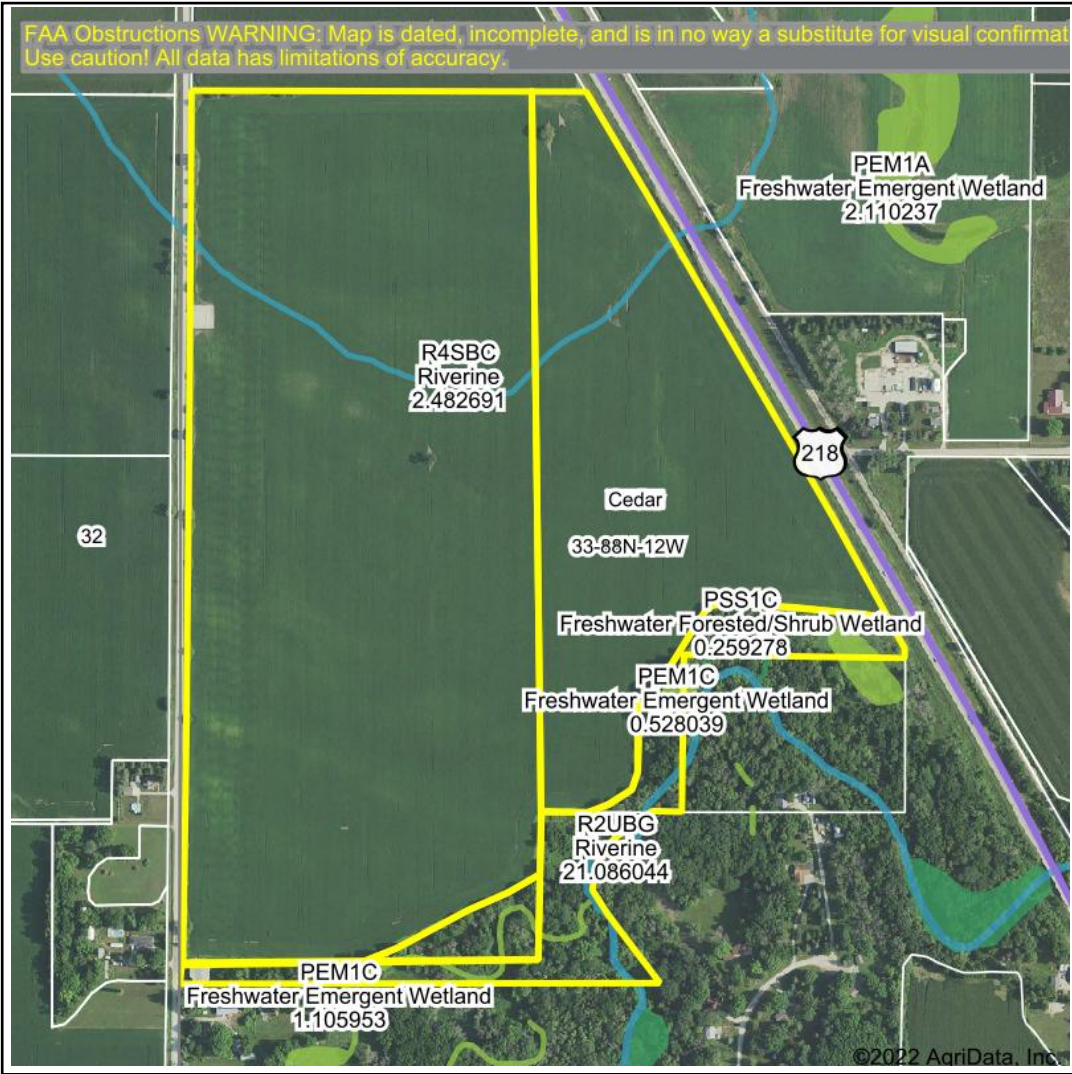 FAA Obstructions WARNING: Map is dated, incomplete, and is in no way a substitute for visual confirmat
Use caution! All data has limitations of accuracy.
PEM1A
Freshwater Emergent Wetland
2.110237
R4SBC
Riverine
2.482691
218
Cedar
32
33-88N-12W
PSS1C
Freshwater Forested/Shrub Wetland
0.259278
PEM1C
Freshwater Emergent Wetland
0.528039
R2UBG
Riverine
21.086044
PEM1C
Freshwater Emergent Wetland
1.105953
©2022 AgriData, Inc.